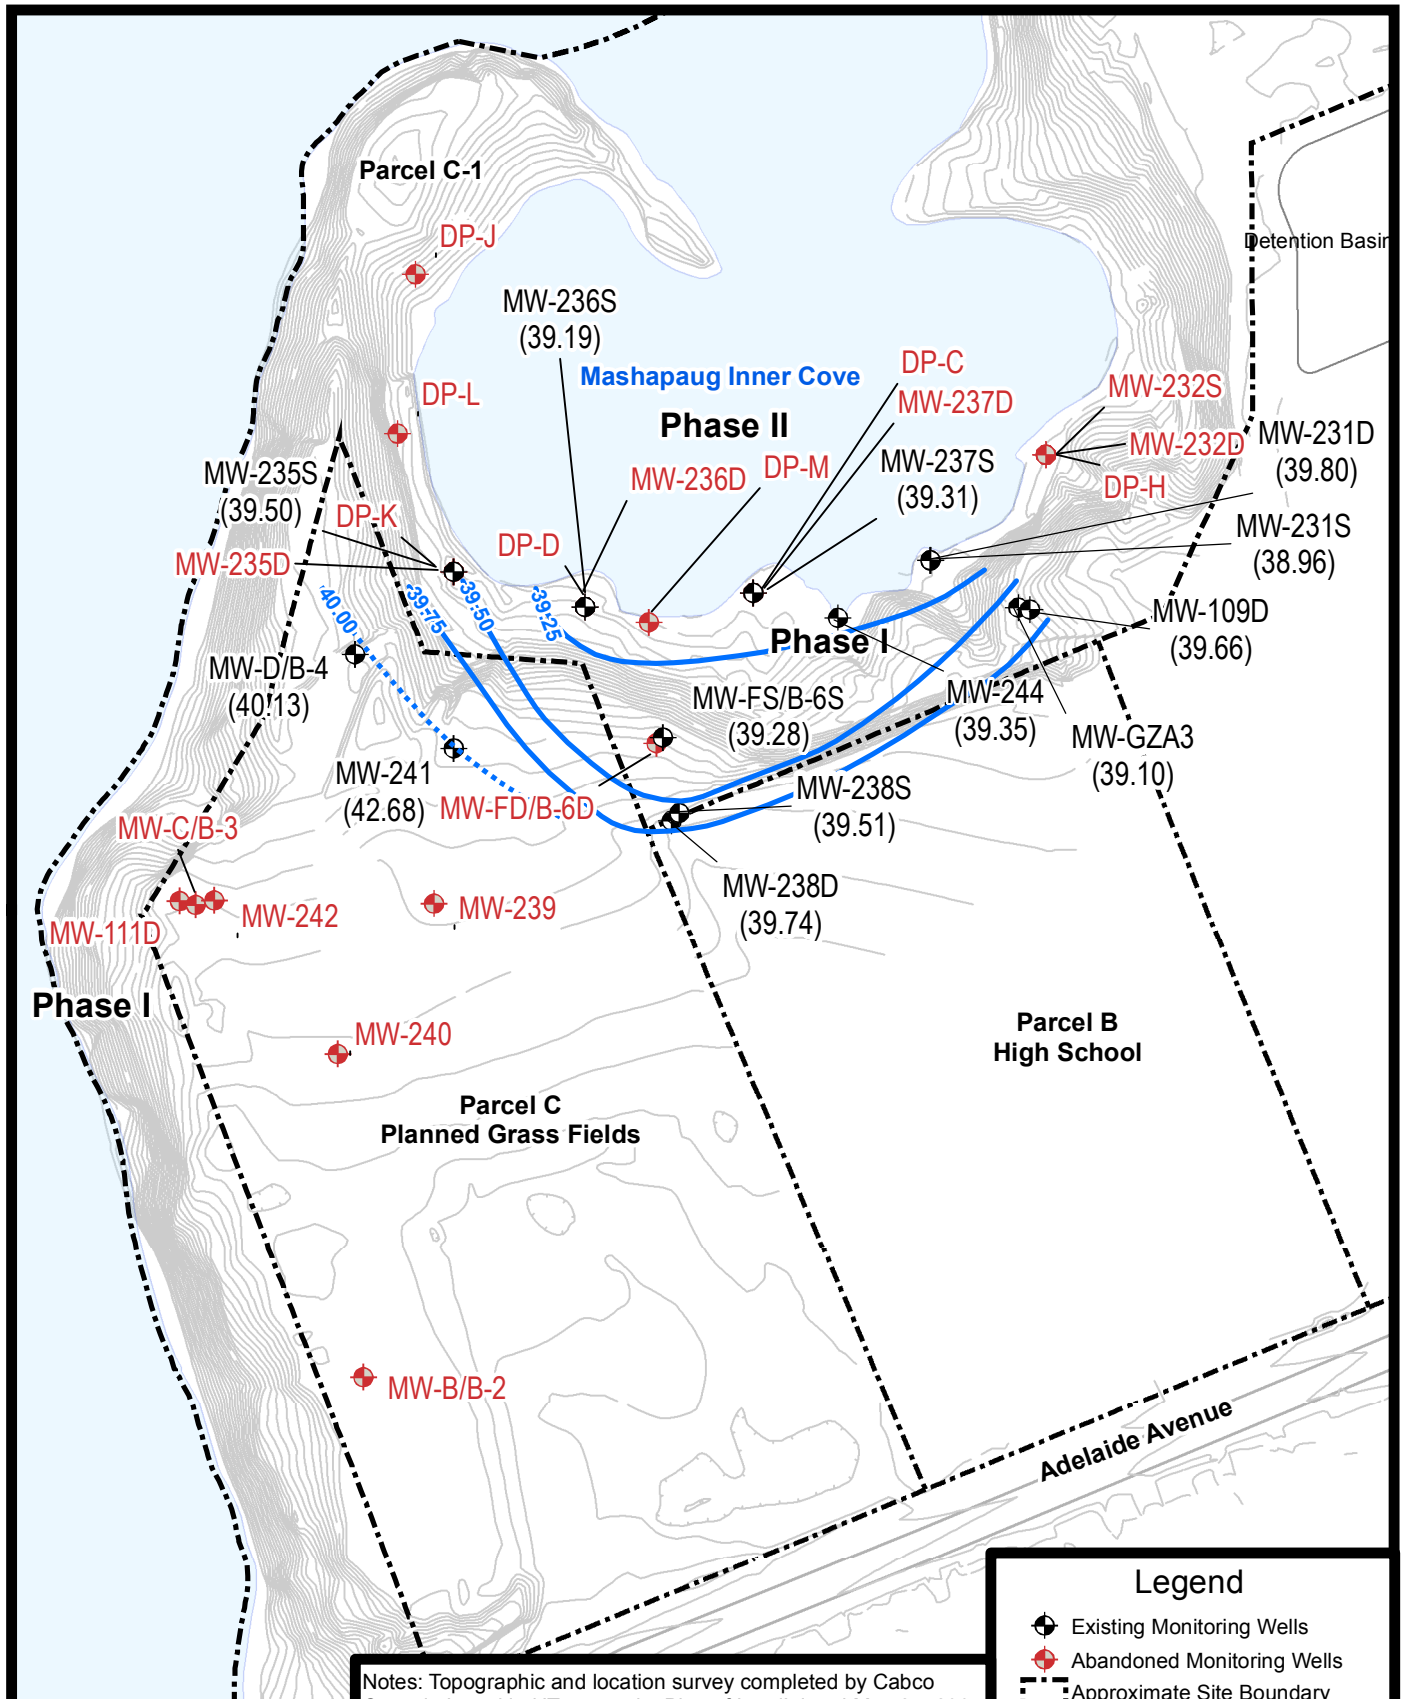 Parcel C-1
DP-J
Detention Basin
MW-236S
(39.19)
Mashapaug Inner Cove
Phase II
DP-C
MW-237D
MW-232S
DP-L
MW-232D
MW-231D
(39.80)
MW-235S
(39.50)
MW-236D
DP-M
MW-237S
(39.31)
DP-H
DP-K
MW-231S
(38.96)
MW-235D
DP-D
40.00
39.75
39.50
39.25
MW-109D
(39.66)
Phase I
MW-D/B-4
(40.13)
MW-FS/B-6S
(39.28)
MW-244
(39.35)
MW-GZA3
(39.10)
MW-241
(42.68)
MW-FD/B-6D
MW-238S
(39.51)
MW-C/B-3
MW-238D
(39.74)
MW-242
MW-239
MW-111D
Phase I
MW-240
Parcel B
High School
Parcel C
Planned Grass Fields
MW-B/B-2
Adelaide Avenue
Legend
Existing Monitoring Wells
Abandoned Monitoring Wells
Approximate Site Boundary
Notes: Topographic and location survey completed by Cabco